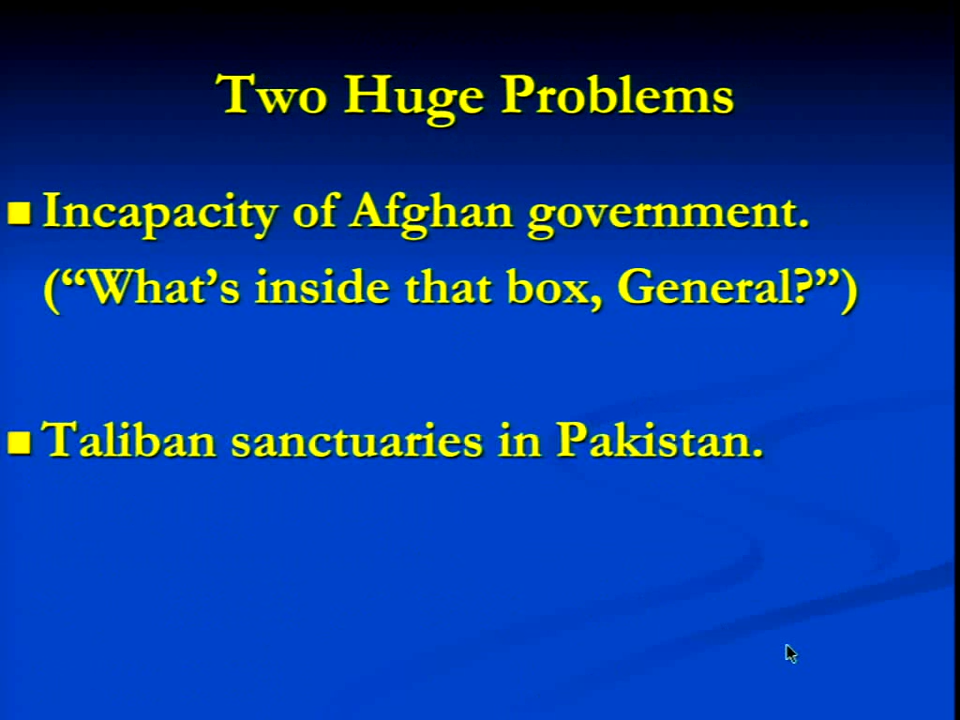 Two Huge Problems
■ Incapacity of Afghan government.
(“What’s inside that box, General?”)
■ Taliban sanctuaries in Pakistan.